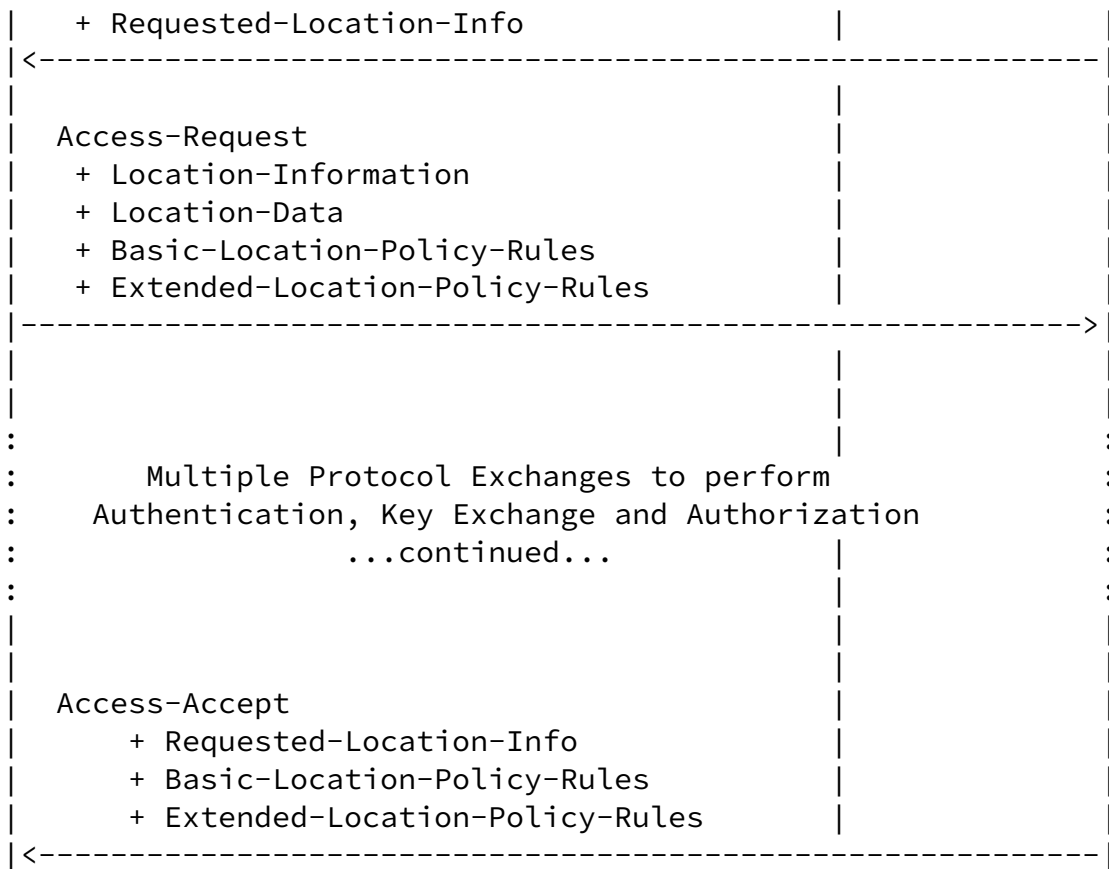 + Requested-Location-Info
Access-Request
+ Location-Information
+ Location-Data
+ Basic-Location-Policy-Rules
+ Extended-Location-Policy-Rules
Multiple Protocol Exchanges to perform
Authentication, Key Exchange and Authorization
...continued...
Access-Accept
+ Requested-Location-Info
+ Basic-Location-Policy-Rules
+ Extended-Location-Policy-Rules